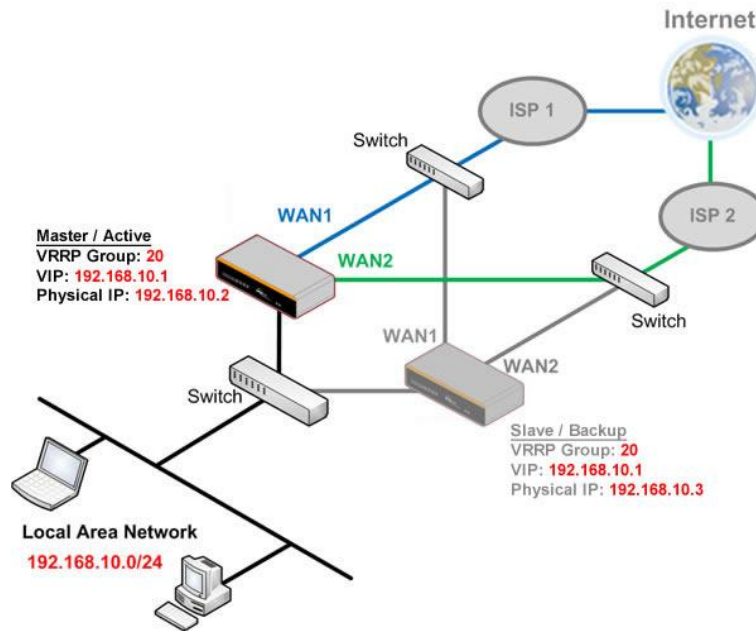 Internet
ISP 1
Switch
WAN1
ISP 2
Master / Active
VRRP Group: 20
VIP: 192.168.10.1
Physical IP: 192.168.10.2
WAN2
Switch
WAN1
WAN2
Switch
Slave / Backup
VRRP Group: 20
VIP: 192.168.10.1
Physical IP: 192.168.10.3
Local Area Network
192.168.10.0/24